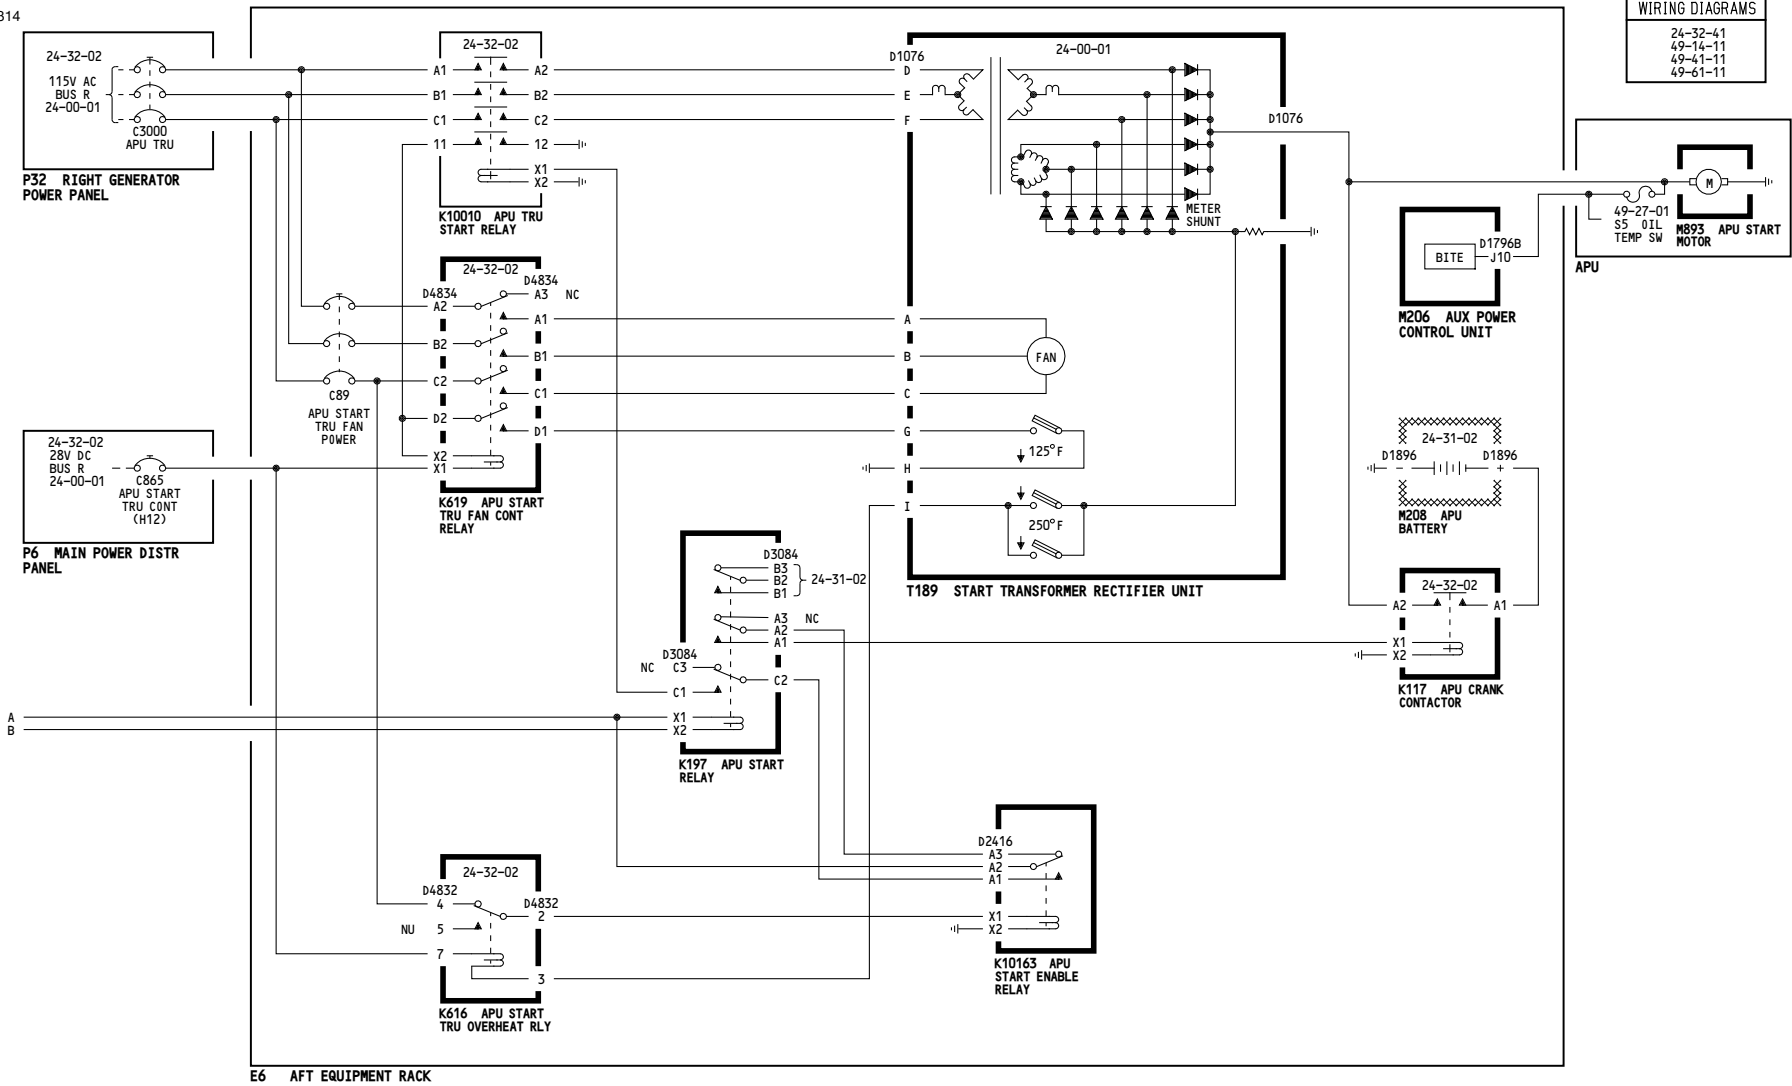 814
WIRING DIAGRAMS
24-32-41
49-14-11
49-41-11
49-61-11
24-32-02
115V AC
BUS R
24-00-01
C3000
APU TRU
P32 RIGHT GENERATOR
POWER PANEL
24-32-02
A1 A2
B1 B2
C1 C2
11 12
X1
X2
K10010 APU TRU
START RELAY
24-32-02
D4834 D4834
A3 NC
A2
A1
B2
B1
C2
C1
D2
D1
X2
X1
K619 APU START
TRU FAN CONT
RELAY
C89
APU START
TRU FAN
POWER
24-32-02
28V DC
BUS R
24-00-01
C865
APU START
TRU CONT
(H12)
P6 MAIN POWER DISTR
PANEL
24-00-01
D1076
D
E
F
D1076
METER
SHUNT
A
B
C
FAN
G
125°F
H
I
250°F
T189 START TRANSFORMER RECTIFIER UNIT
49-27-01
S5 OIL
TEMP SW
M
M893 APU START
MOTOR
APU
BITE
D1796B
J10
M206 AUX POWER
CONTROL UNIT
24-31-02
D1896 D1896
- +
M208 APU
BATTERY
24-32-02
A2 A1
X1
X2
K117 APU CRANK
CONTACTOR
D3084
B3
B2
B1
24-31-02
A3 NC
A2
A1
D3084
NC C3
C2
C1
X1
X2
K197 APU START
RELAY
A
B
D2416
A3
A2
A1
X1
X2
K10163 APU
START ENABLE
RELAY
24-32-02
D4832
4
D4832
2
NU 5
7
3
K616 APU START
TRU OVERHEAT RLY
E6 AFT EQUIPMENT RACK